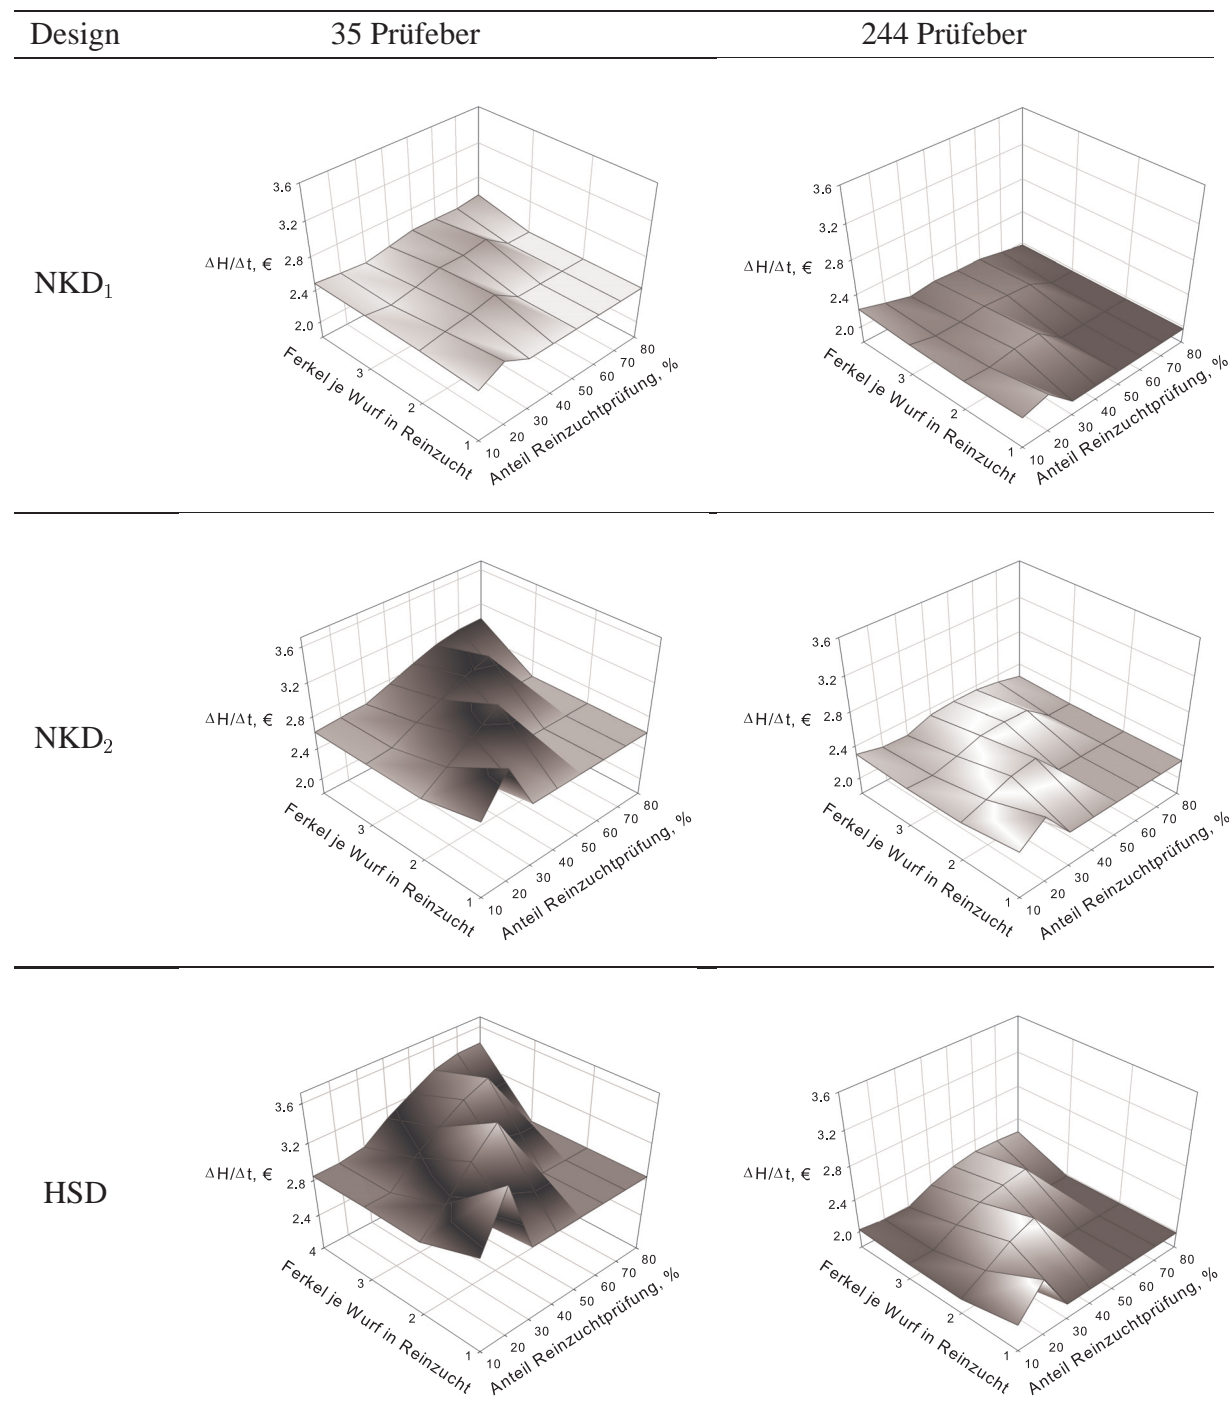 Design 35 Prüfeber 244 Prüfeber
NKD₁
ΔH/Δt, €
3.6
3.2
2.8
2.4
2.0
3
2
1
Ferkel je Wurf in Reinzucht
10 20 30 40 50 60 70 80
Anteil Reinzuchtprüfung, %
ΔH/Δt, €
3.6
3.2
2.8
2.4
2.0
3
2
1
Ferkel je Wurf in Reinzucht
10 20 30 40 50 60 70 80
Anteil Reinzuchtprüfung, %
NKD₂
ΔH/Δt, €
3.6
3.2
2.8
2.4
2.0
3
2
1
Ferkel je Wurf in Reinzucht
10 20 30 40 50 60 70 80
Anteil Reinzuchtprüfung, %
ΔH/Δt, €
3.6
3.2
2.8
2.4
2.0
3
2
1
Ferkel je Wurf in Reinzucht
10 20 30 40 50 60 70 80
Anteil Reinzuchtprüfung, %
HSD
ΔH/Δt, €
3.6
3.2
2.8
2.4
4
3
2
1
Ferkel je Wurf in Reinzucht
10 20 30 40 50 60 70 80
Anteil Reinzuchtprüfung, %
ΔH/Δt, €
3.6
3.2
2.8
2.4
2.0
3
2
1
Ferkel je Wurf in Reinzucht
10 20 30 40 50 60 70 80
Anteil Reinzuchtprüfung, %